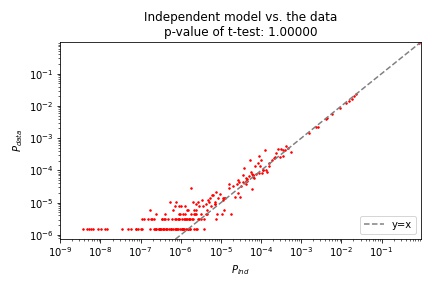 Independent model vs. the data
p-value of t-test: 1.00000
P_data
10^-1
10^-2
10^-3
10^-4
10^-5
10^-6
y=x
10^-9 10^-8 10^-7 10^-6 10^-5 10^-4 10^-3 10^-2 10^-1
P_ind